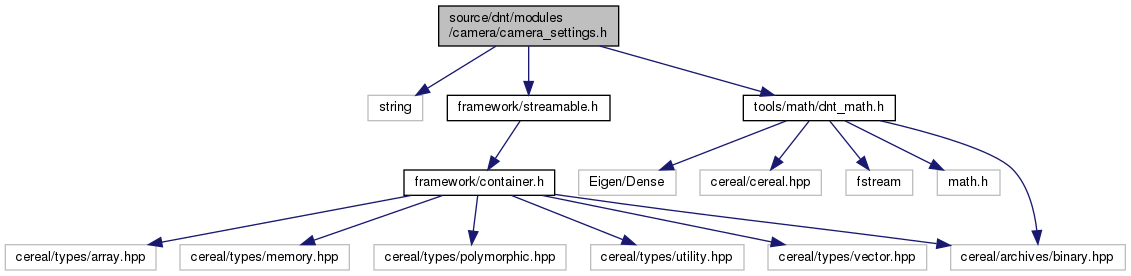 source/dnt/modules
/camera/camera_settings.h
string
framework/streamable.h
tools/math/dnt_math.h
framework/container.h
Eigen/Dense
cereal/cereal.hpp
fstream
math.h
cereal/types/array.hpp
cereal/types/memory.hpp
cereal/types/polymorphic.hpp
cereal/types/utility.hpp
cereal/types/vector.hpp
cereal/archives/binary.hpp